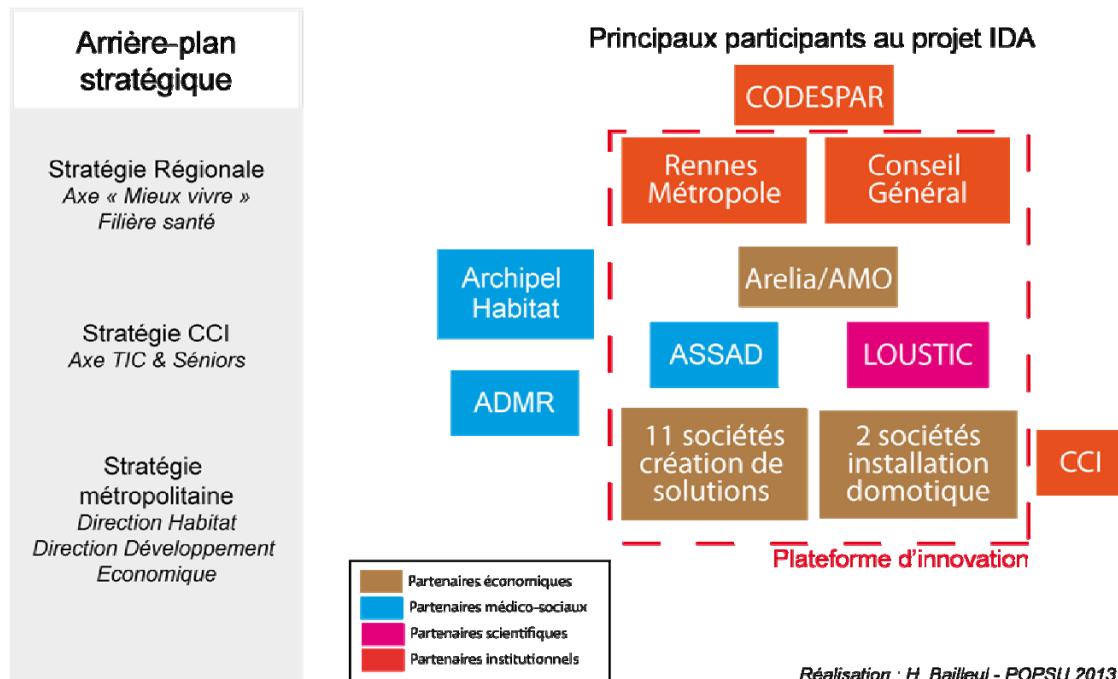 Arrière-plan
stratégique
Stratégie Régionale
Axe « Mieux vivre »
Filière santé
Stratégie CCI
Axe TIC & Séniors
Stratégie
métropolitaine
Direction Habitat
Direction Développement
Economique
Principaux participants au projet IDA
CODESPAR
Rennes
Métropole
Conseil
Général
Arelia/AMO
Archipel
Habitat
ASSAD
LOUSTIC
ADMR
11 sociétés
création de
solutions
2 sociétés
installation
domotique
CCI
Plateforme d'innovation
Partenaires économiques
Partenaires médico-sociaux
Partenaires scientifiques
Partenaires institutionnels
Réalisation : H. Bailleul - POPSU 2013